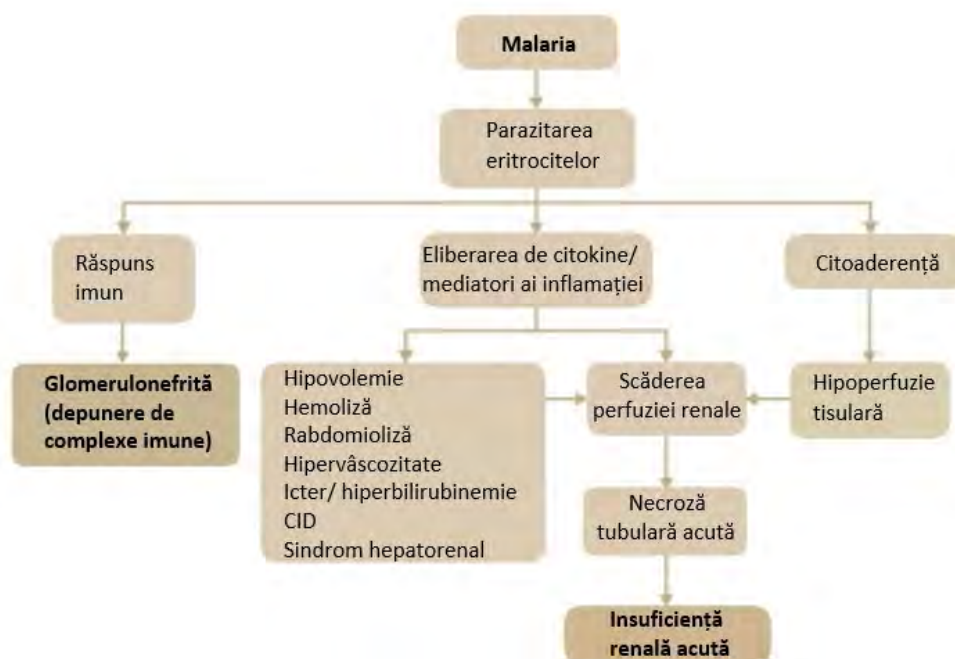 Malaria
Parazitarea
eritrocitelor
Răspuns
imun
Eliberarea de citokine/
mediatori ai inflamației
Citoaderență
Glomerulonefrită
(depunere de
complexe imune)
Hipovolemie
Hemoliză
Rabdomioliză
Hipervâscozitate
Icter/ hiperbilirubinemie
CID
Sindrom hepatorenal
Scăderea
perfuziei renale
Hipoperfuzie
tisulară
Necroză
tubulară acută
Insuficiență
renală acută